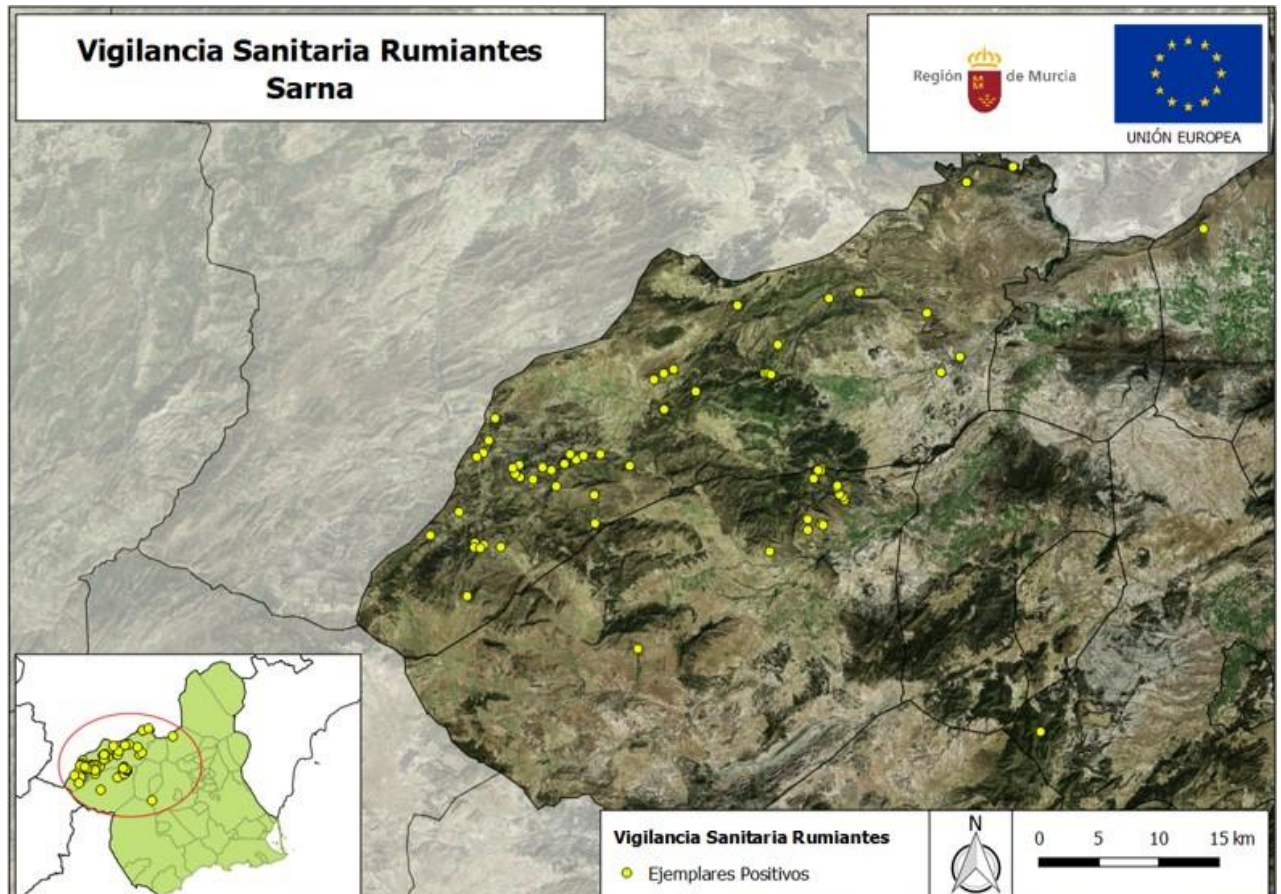 Vigilancia Sanitaria Rumiantes
Sarna
Región de Murcia
UNIÓN EUROPEA
Vigilancia Sanitaria Rumiantes
Ejemplares Positivos
N
0 5 10 15 km